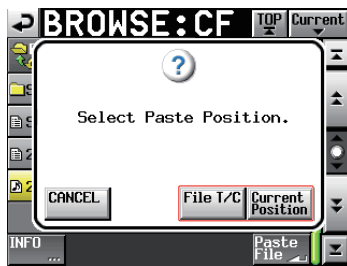 BROWSE:CF TOP Current
?
Select Paste Position.
CANCEL File T/C Current Position
INFO ... Paste File